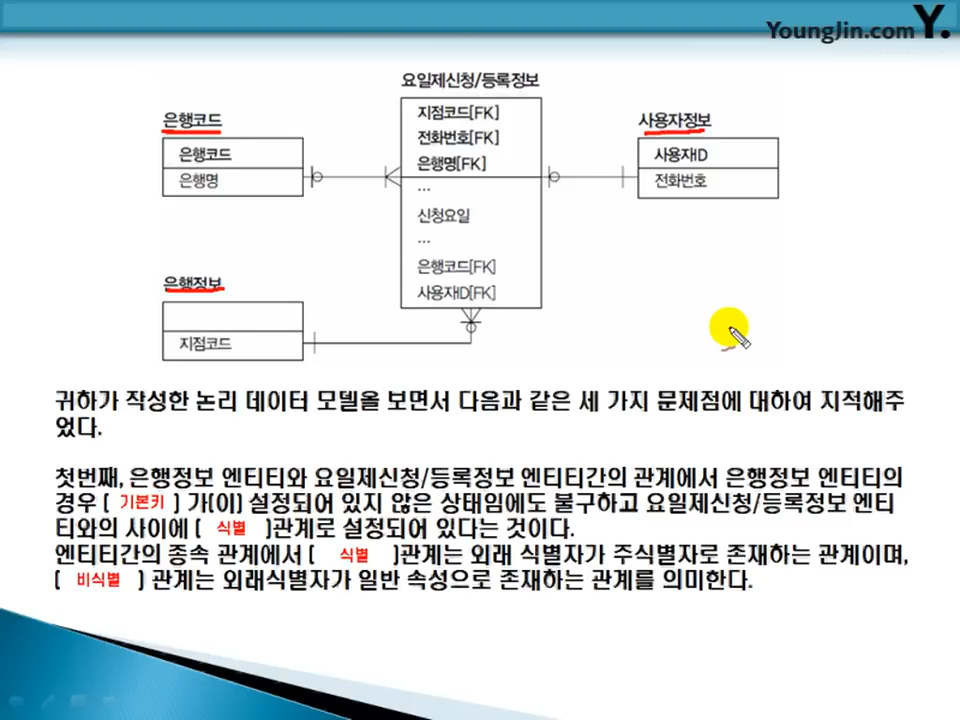 YoungJin.com Y.
요일제신청/등록정보
지점코드[FK]
전화번호[FK]
은행명[FK]
...
신청요일
...
은행코드[FK]
사용자ID[FK]
은행코드
은행코드
은행명
사용자정보
사용자ID
전화번호
은행정보
지점코드
귀하가 작성한 논리 데이터 모델을 보면서 다음과 같은 세 가지 문제점에 대하여 지적해주
었다.
첫번째, 은행정보 엔티티와 요일제신청/등록정보 엔티티간의 관계에서 은행정보 엔티티의
경우 [ 기본키 ] 가(이) 설정되어 있지 않은 상태임에도 불구하고 요일제신청/등록정보 엔티
티와의 사이에 [ 식별 ]관계로 설정되어 있다는 것이다.
엔티티간의 종속 관계에서 [ 식별 ]관계는 외래 식별자가 주식별자로 존재하는 관계이며,
[ 비식별 ] 관계는 외래식별자가 일반 속성으로 존재하는 관계를 의미한다.